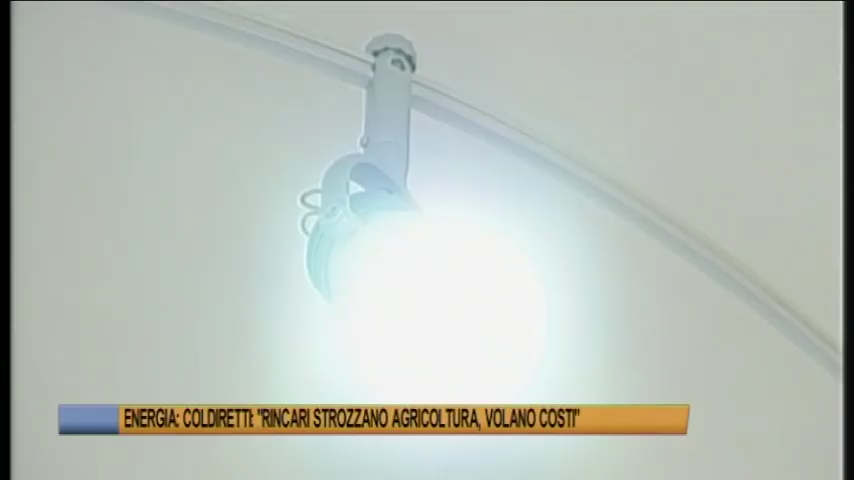 ENERGIA: COLDIRETTI: "RINCARI STROZZANO AGRICOLTURA, VOLANO COSTI"